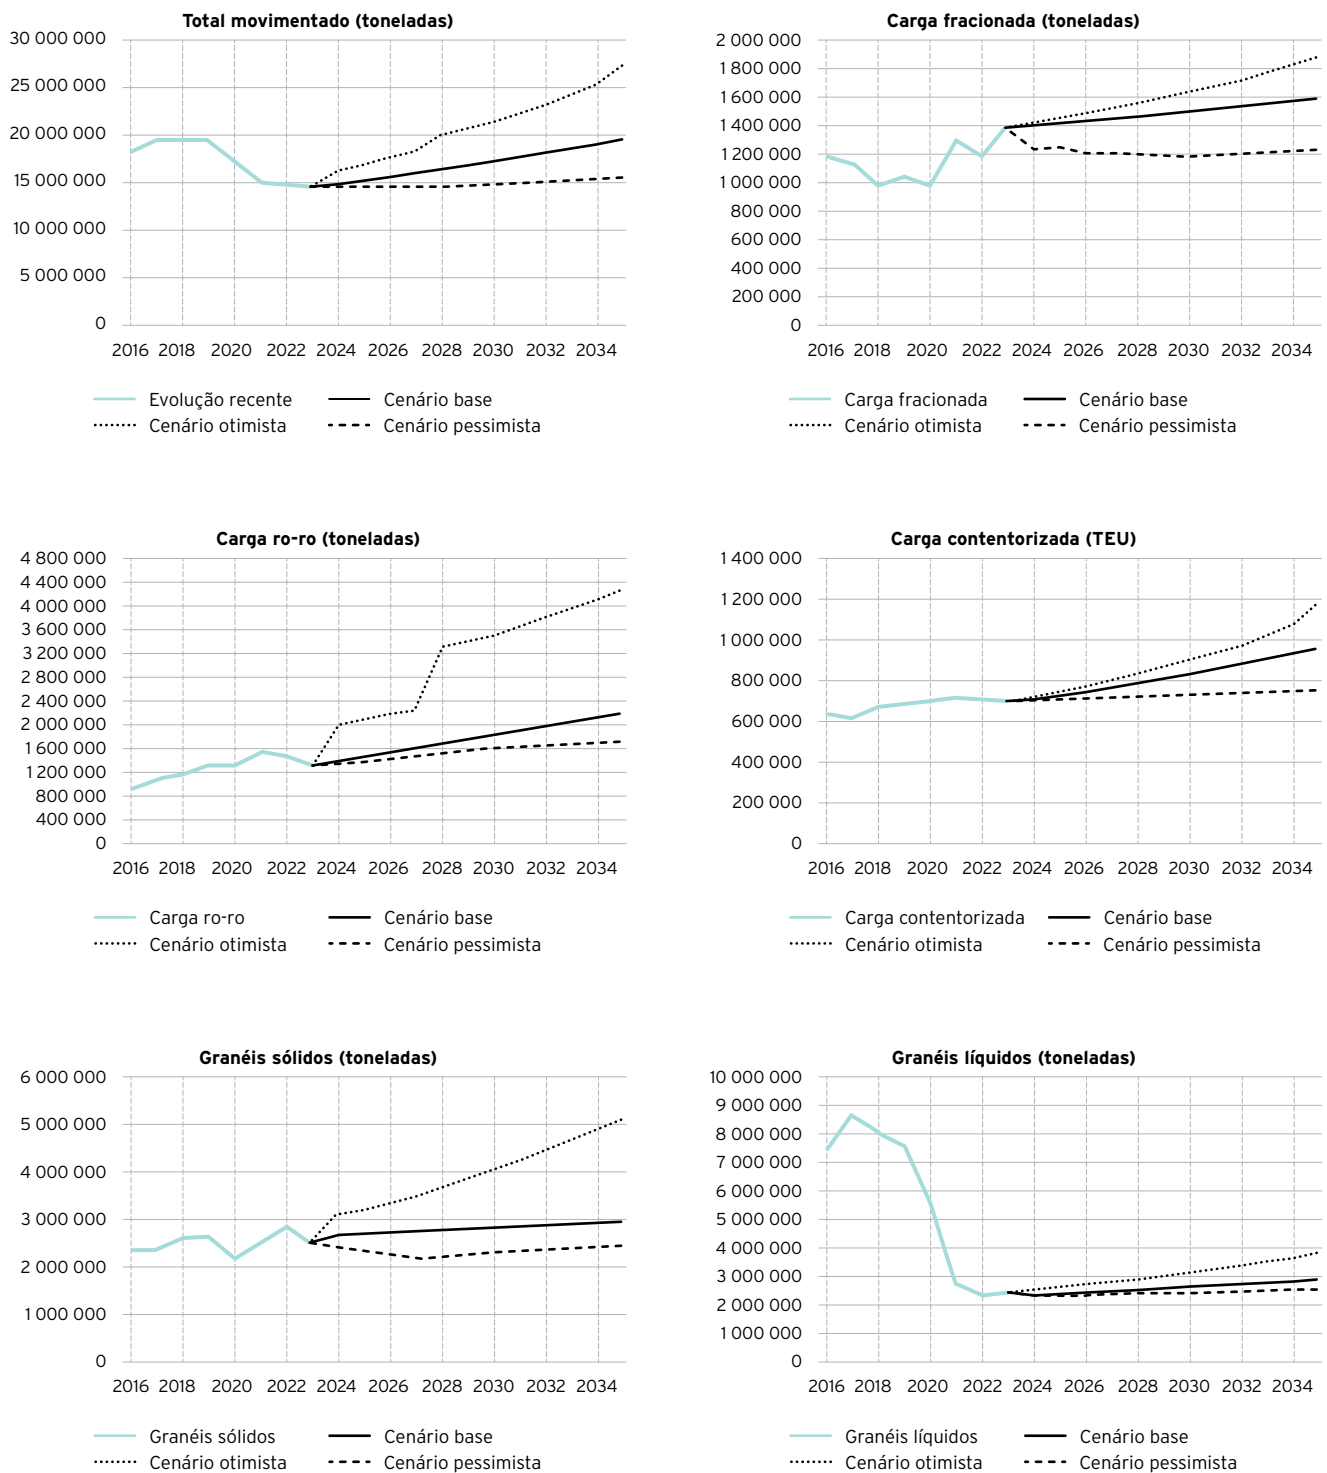 Total movimentado (toneladas)
30 000 000
25 000 000
20 000 000
15 000 000
10 000 000
5 000 000
0
2016 2018 2020 2022 2024 2026 2028 2030 2032 2034
Evolução recente Cenário base
Cenário otimista Cenário pessimista
Carga fracionada (toneladas)
2 000 000
1 800 000
1 600 000
1 400 000
1 200 000
1 000 000
800 000
600 000
400 000
200 000
0
2016 2018 2020 2022 2024 2026 2028 2030 2032 2034
Carga fracionada Cenário base
Cenário otimista Cenário pessimista
Carga ro-ro (toneladas)
4 800 000
4 400 000
4 000 000
3 600 000
3 200 000
2 800 000
2 400 000
2 000 000
1 600 000
1 200 000
800 000
400 000
0
2016 2018 2020 2022 2024 2026 2028 2030 2032 2034
Carga ro-ro Cenário base
Cenário otimista Cenário pessimista
Carga contentorizada (TEU)
1 400 000
1 200 000
1 000 000
800 000
600 000
400 000
200 000
0
2016 2018 2020 2022 2024 2026 2028 2030 2032 2034
Carga contentorizada Cenário base
Cenário otimista Cenário pessimista
Granéis sólidos (toneladas)
6 000 000
5 000 000
4 000 000
3 000 000
2 000 000
1 000 000
0
2016 2018 2020 2022 2024 2026 2028 2030 2032 2034
Granéis sólidos Cenário base
Cenário otimista Cenário pessimista
Granéis líquidos (toneladas)
10 000 000
9 000 000
8 000 000
7 000 000
6 000 000
5 000 000
4 000 000
3 000 000
2 000 000
1 000 000
0
2016 2018 2020 2022 2024 2026 2028 2030 2032 2034
Granéis líquidos Cenário base
Cenário otimista Cenário pessimista